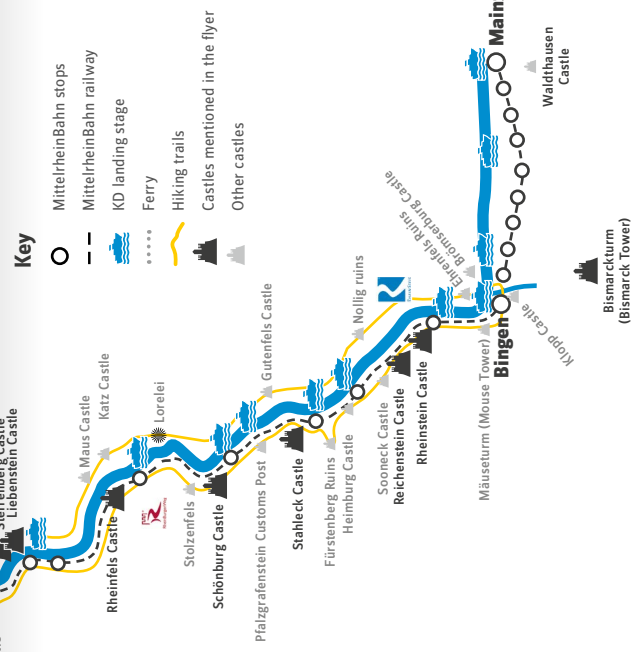 Key
MittelrheinBahn stops
MittelrheinBahn railway
KD landing stage
Ferry
Hiking trails
Castles mentioned in the flyer
Other castles
Main
Waldthausen
Castle
Brömserburg Castle
Ehrenfels Ruins
Nollig ruins
Gutenfels Castle
Katz Castle
Maus Castle
Lorelei
Liebenstein Castle
Rheinfels Castle
Stolzenfels
Schönburg Castle
Pfalzgrafenstein Customs Post
Stahleck Castle
Fürstenberg Ruins
Heimburg Castle
Sooneck Castle
Reichenstein Castle
Rheinstein Castle
Mäuseturm (Mouse Tower)
Bingen
Klopp Castle
Bismarckturm
(Bismarck Tower)